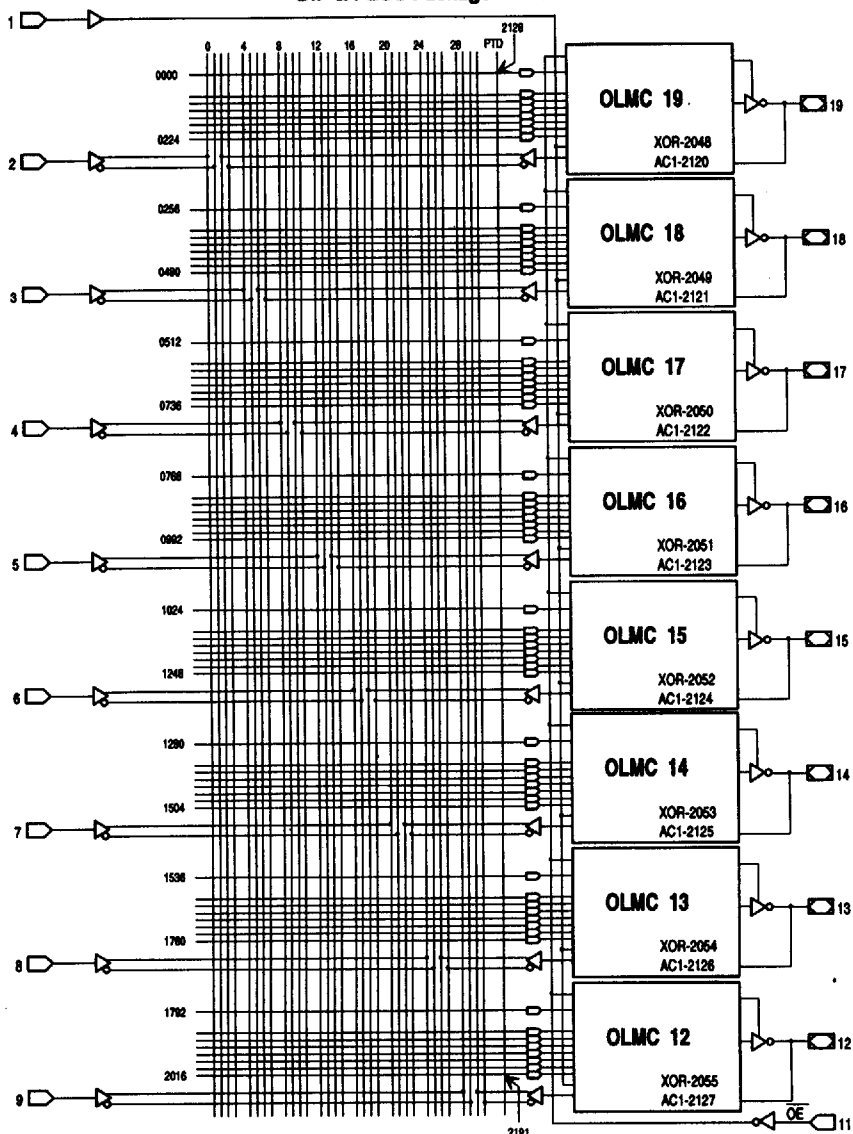 1
2128
0 4 8 12 16 20 24 28 PTD
0000
OLMC 19
19
0224
XOR-2048
AC1-2120
2
0256
OLMC 18
18
0480
XOR-2049
AC1-2121
3
0512
OLMC 17
17
0736
XOR-2050
AC1-2122
4
0768
OLMC 16
16
0992
XOR-2051
AC1-2123
5
1024
OLMC 15
15
1248
XOR-2052
AC1-2124
6
1280
OLMC 14
14
1504
XOR-2053
AC1-2125
7
1536
OLMC 13
13
1760
XOR-2054
AC1-2126
8
1792
OLMC 12
12
2016
XOR-2055
AC1-2127
9
OE
11
2191